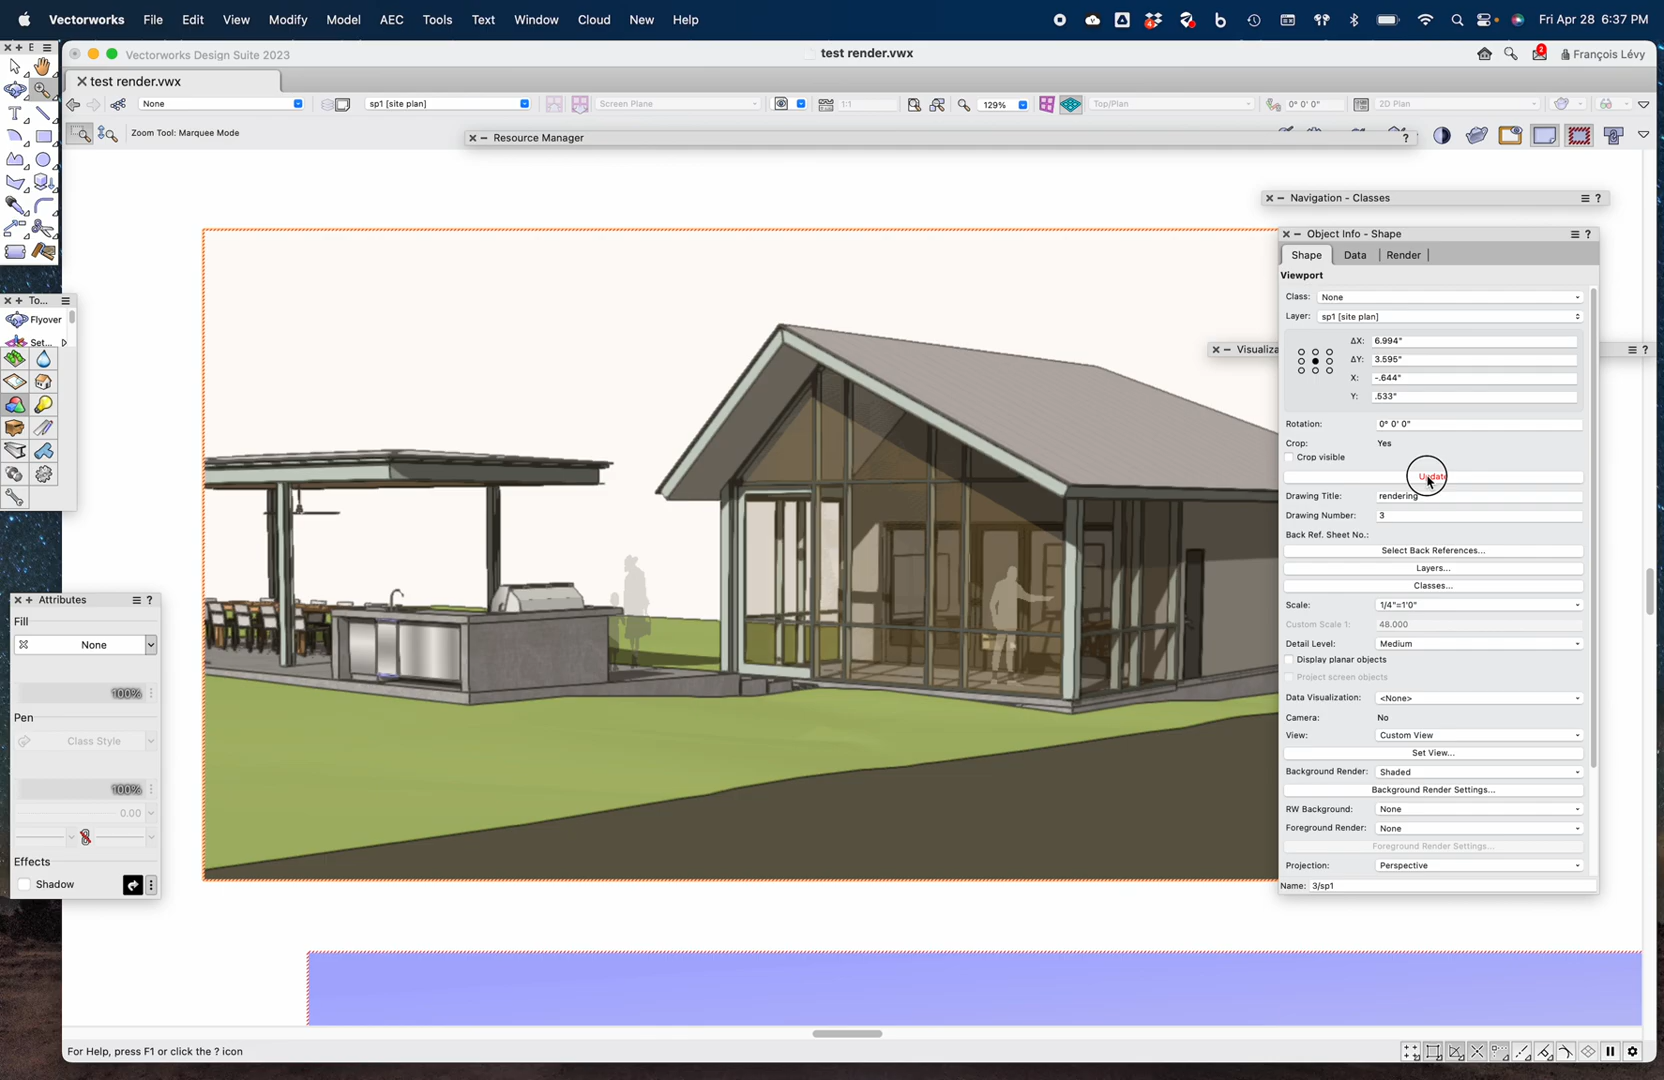 Vectorworks File Edit View Modify Model AEC Tools Text Window Cloud New Help
4
Fri Apr 28 6:37 PM
E
Vectorworks Design Suite 2023
test render.vwx
2
François Lévy
test render.vwx
None
sp1 [site plan]
Screen Plane
1:1
129%
Top/Plan
0° 0' 0"
2D Plan
Zoom Tool: Marquee Mode
Resource Manager
?
Navigation - Classes
?
Object Info - Shape
?
Shape Data Render
Viewport
Class: None
Layer: sp1 [site plan]
ΔX: 6.994"
Visualiza
?
ΔY: 3.595"
X: -.644"
Y: .533"
Rotation: 0° 0' 0"
Crop: Yes
Crop visible
Update
Drawing Title: rendering
Drawing Number: 3
Back Ref. Sheet No.:
Select Back References...
Layers...
Classes...
Scale: 1/4"=1'0"
Custom Scale 1: 48.000
Detail Level: Medium
Display planar objects
Project screen objects
Data Visualization: <None>
Camera: No
View: Custom View
Set View...
Background Render: Shaded
Background Render Settings...
RW Background: None
Foreground Render: None
Foreground Render Settings...
Projection: Perspective
Name: 3/sp1
To...
Flyover
Set...
Attributes
?
Fill
None
100%
Pen
Class Style
100%
0.00
Effects
Shadow
For Help, press F1 or click the ? icon